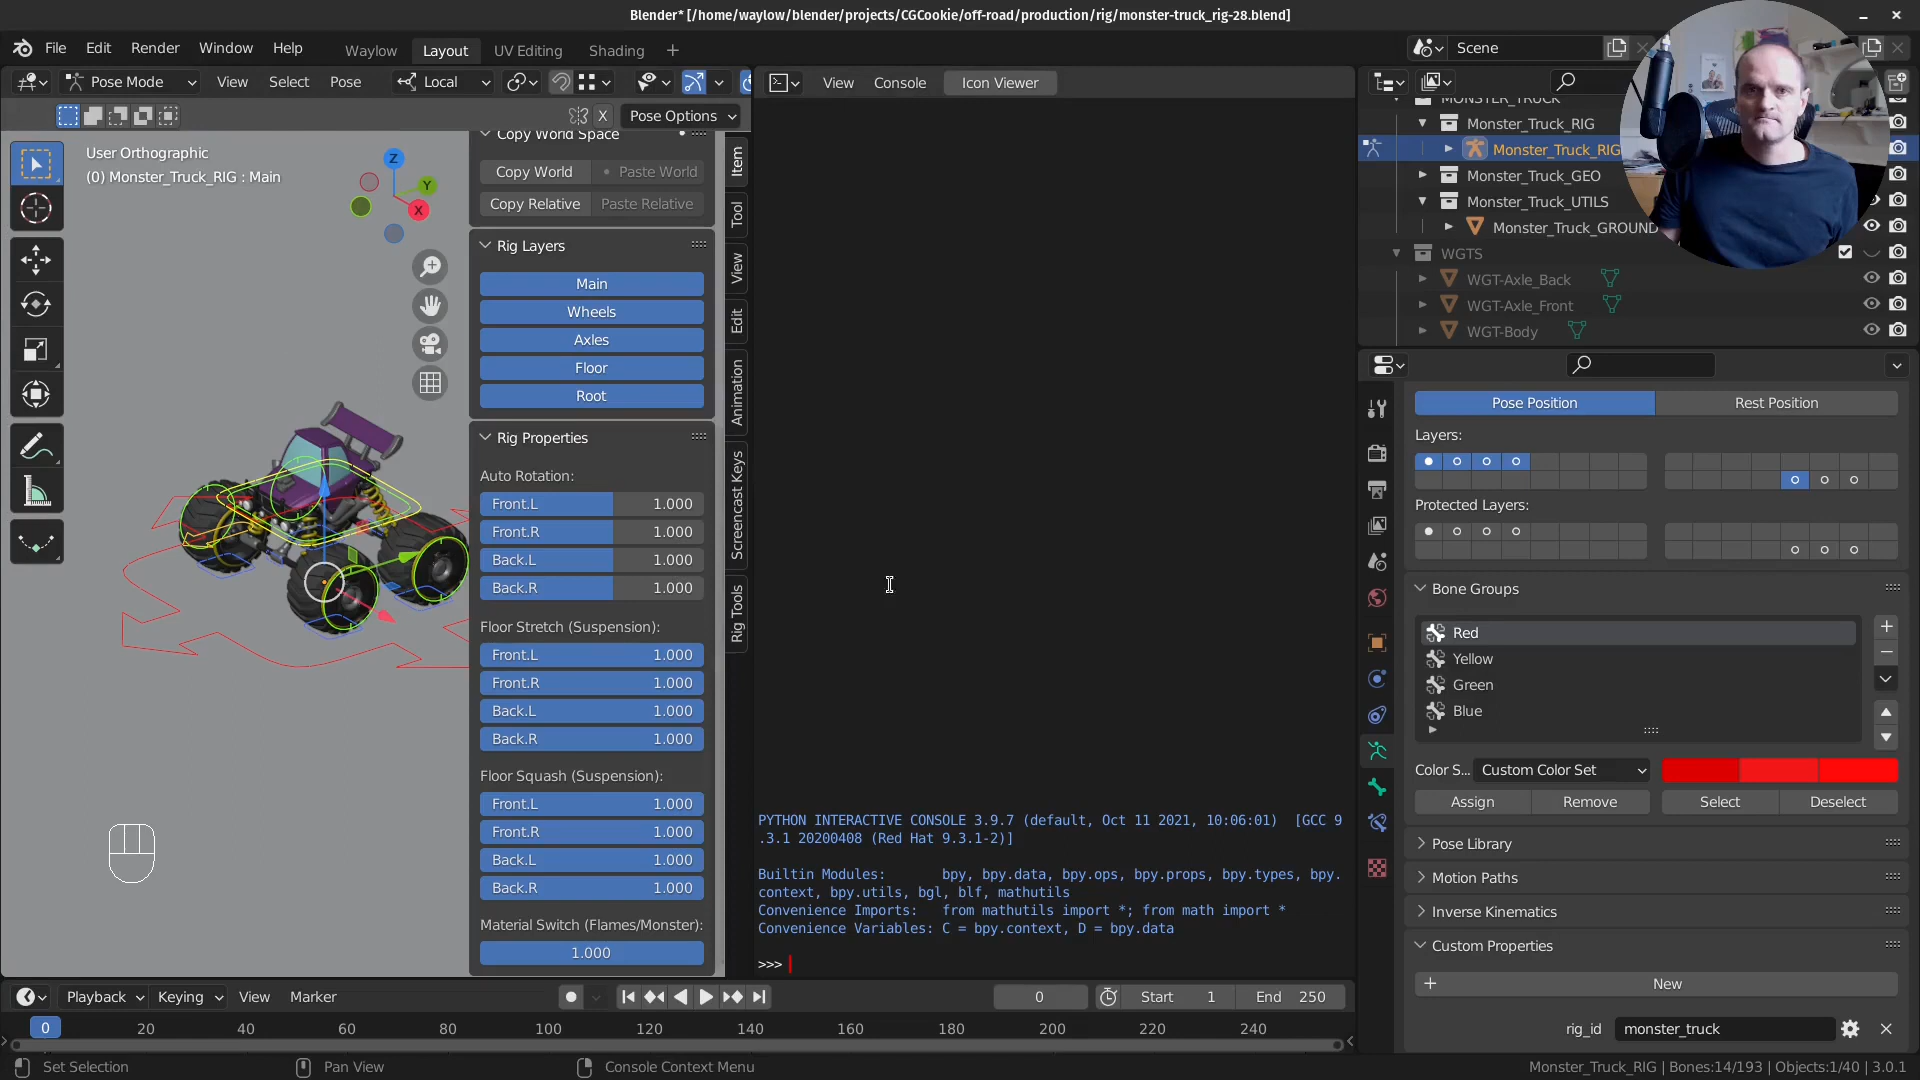 Blender* [/home/waylow/blender/projects/CGCookie/off-road/production/rig/monster-truck_rig-28.blend]
File Edit Render Window Help Waylow Layout UV Editing Shading
Scene
Pose Mode View Select Pose Local
View Console Icon Viewer
X Pose Options
User Orthographic
(0) Monster_Truck_RIG : Main
Z
Y
X
Copy World Space
Copy World Paste World
Copy Relative Paste Relative
Rig Layers
Main
Wheels
Axles
Floor
Root
Rig Properties
Auto Rotation:
Front.L 1.000
Front.R 1.000
Back.L 1.000
Back.R 1.000
Floor Stretch (Suspension):
Front.L 1.000
Front.R 1.000
Back.L 1.000
Back.R 1.000
Floor Squash (Suspension):
Front.L 1.000
Front.R 1.000
Back.L 1.000
Back.R 1.000
Material Switch (Flames/Monster):
1.000
Item
Tool
View
Edit
Animation
Screencast Keys
Rig Tools
PYTHON INTERACTIVE CONSOLE 3.9.7 (default, Oct 11 2021, 10:06:01) [GCC 9
.3.1 20200408 (Red Hat 9.3.1-2)]
Builtin Modules: bpy, bpy.data, bpy.ops, bpy.props, bpy.types, bpy.
context, bpy.utils, bgl, blf, mathutils
Convenience Imports: from mathutils import *; from math import *
Convenience Variables: C = bpy.context, D = bpy.data
>>>
MONSTER_TRUCK
Monster_Truck_RIG
Monster_Truck_RIG
Monster_Truck_GEO
Monster_Truck_UTILS
Monster_Truck_GROUND
WGTS
WGT-Axle_Back
WGT-Axle_Front
WGT-Body
Pose Position Rest Position
Layers:
Protected Layers:
Bone Groups
Red
Yellow
Green
Blue
Color S... Custom Color Set
Assign Remove Select Deselect
Pose Library
Motion Paths
Inverse Kinematics
Custom Properties
New
rig_id monster_truck
Playback Keying View Marker 0 Start 1 End 250
0 20 40 60 80 100 120 140 160 180 200 220 240
Set Selection Pan View Console Context Menu Monster_Truck_RIG | Bones:14/193 | Objects:1/40 | 3.0.1